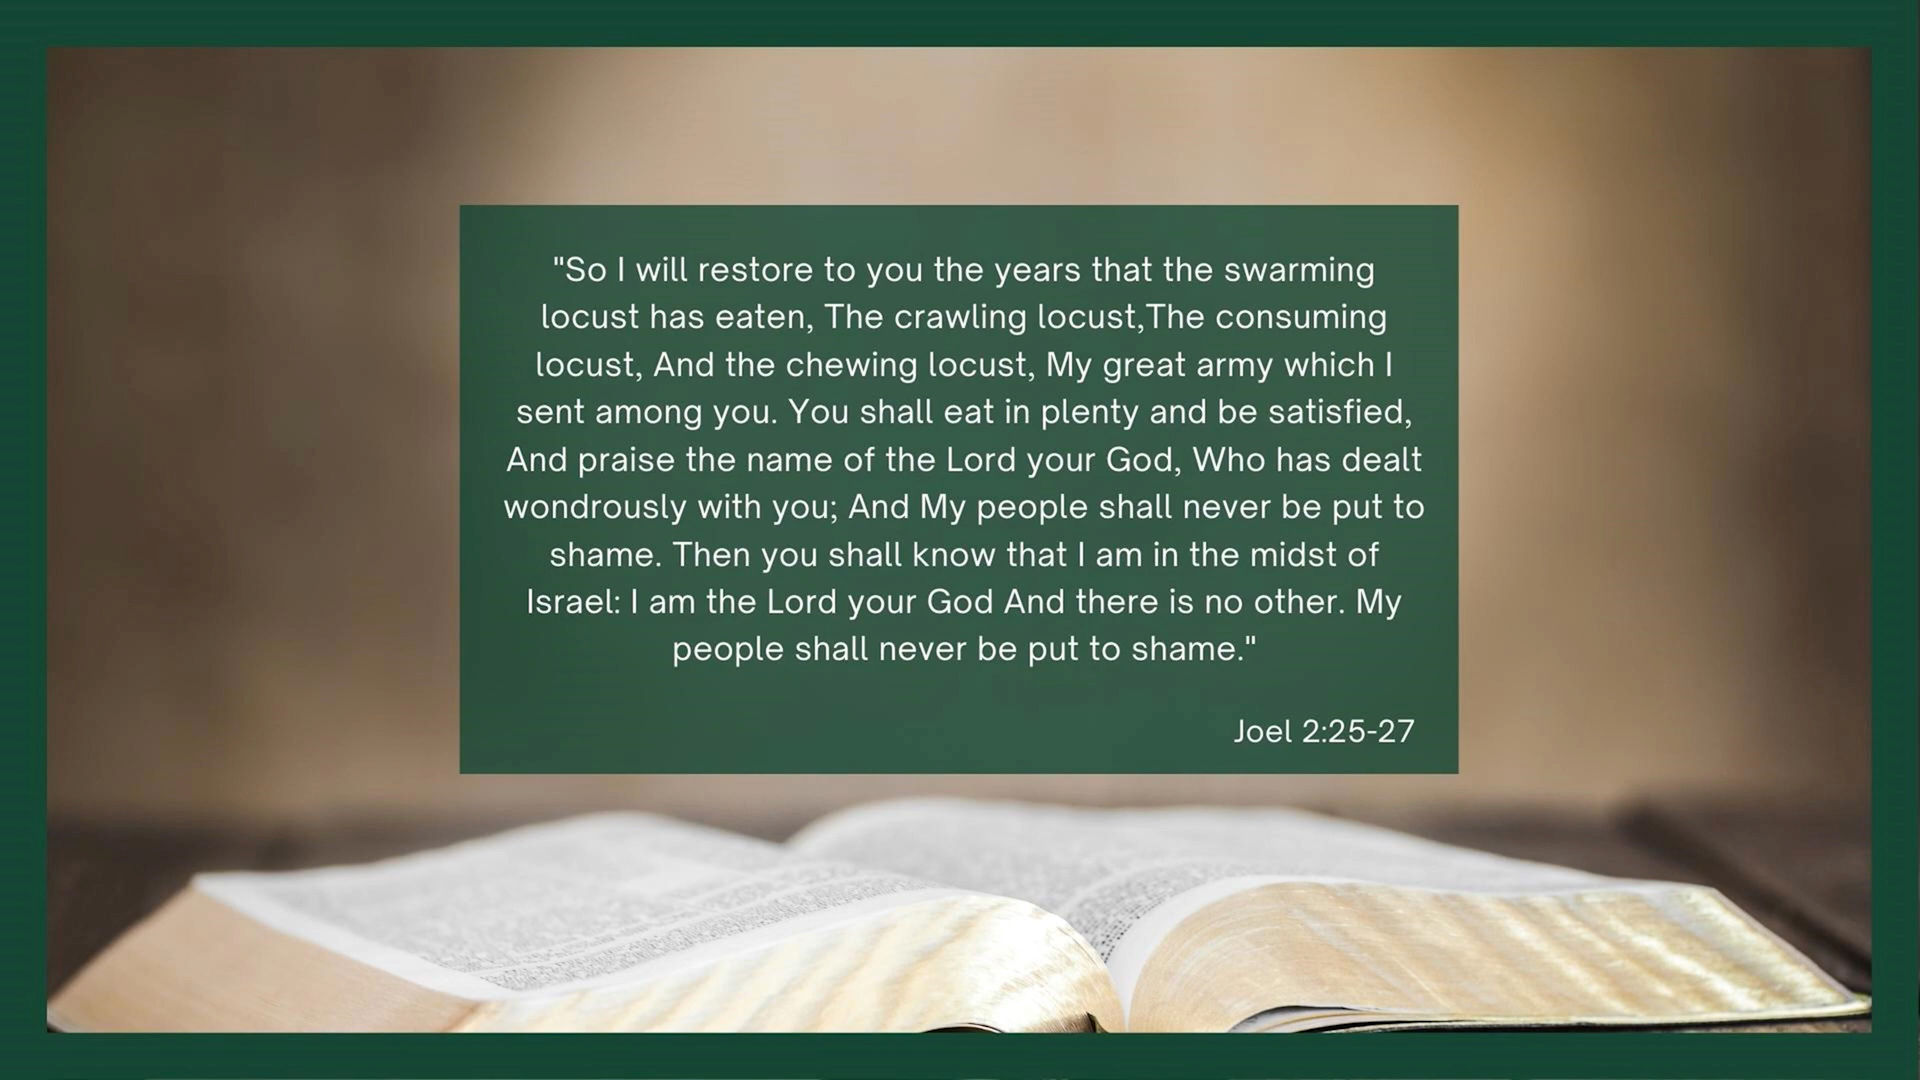 "So I will restore to you the years that the swarming
locust has eaten, The crawling locust,The consuming
locust, And the chewing locust, My great army which I
sent among you. You shall eat in plenty and be satisfied,
And praise the name of the Lord your God, Who has dealt
wondrously with you; And My people shall never be put to
shame. Then you shall know that I am in the midst of
Israel: I am the Lord your God And there is no other. My
people shall never be put to shame."
Joel 2:25-27